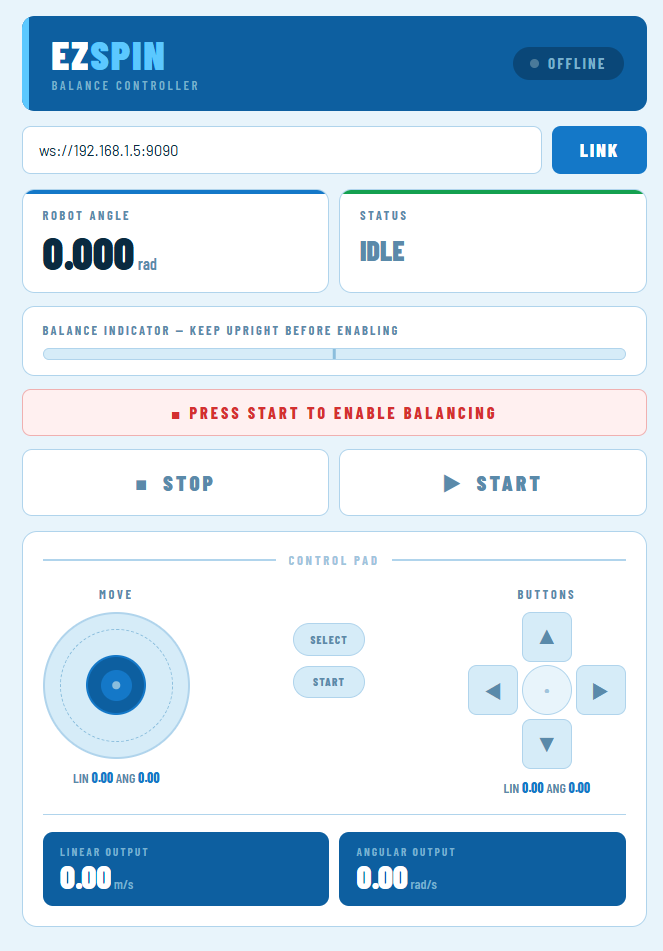 EZSPIN
BALANCE CONTROLLER
OFFLINE
ws://192.168.1.5:9090
LINK
ROBOT ANGLE
0.000 rad
STATUS
IDLE
BALANCE INDICATOR — KEEP UPRIGHT BEFORE ENABLING
■ PRESS START TO ENABLE BALANCING
■ STOP
▶ START
CONTROL PAD
MOVE
LIN 0.00 ANG 0.00
SELECT
START
BUTTONS
▲
◀ ▶
▼
LIN 0.00 ANG 0.00
LINEAR OUTPUT
0.00 m/s
ANGULAR OUTPUT
0.00 rad/s